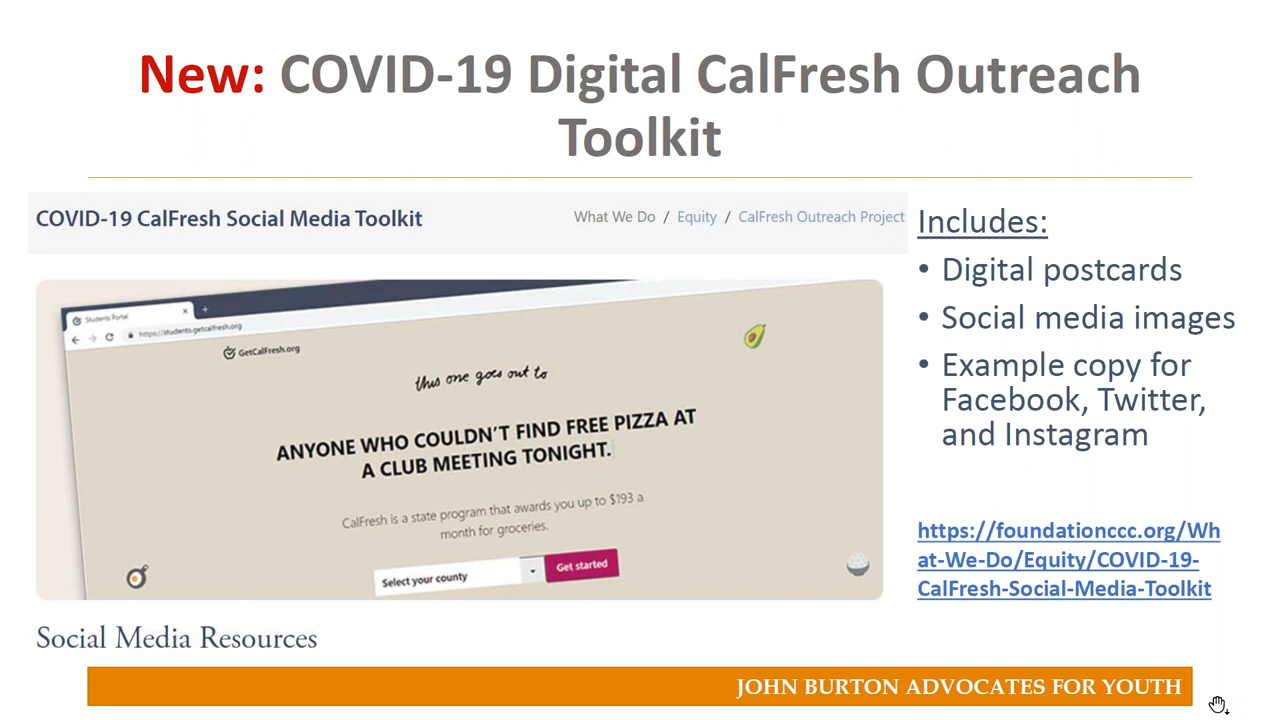 New: COVID-19 Digital CalFresh Outreach
Toolkit
COVID-19 CalFresh Social Media Toolkit
What We Do / Equity / CalFresh Outreach Project
Students Portal
https://students.getcalfresh.org
GetCalFresh.org
this one goes out to
ANYONE WHO COULDN'T FIND FREE PIZZA AT
A CLUB MEETING TONIGHT.
CalFresh is a state program that awards you up to $193 a
month for groceries.
Select your county
Get started
Social Media Resources
Includes:
• Digital postcards
• Social media images
• Example copy for
Facebook, Twitter,
and Instagram
https://foundationccc.org/Wh
at-We-Do/Equity/COVID-19-
CalFresh-Social-Media-Toolkit
JOHN BURTON ADVOCATES FOR YOUTH